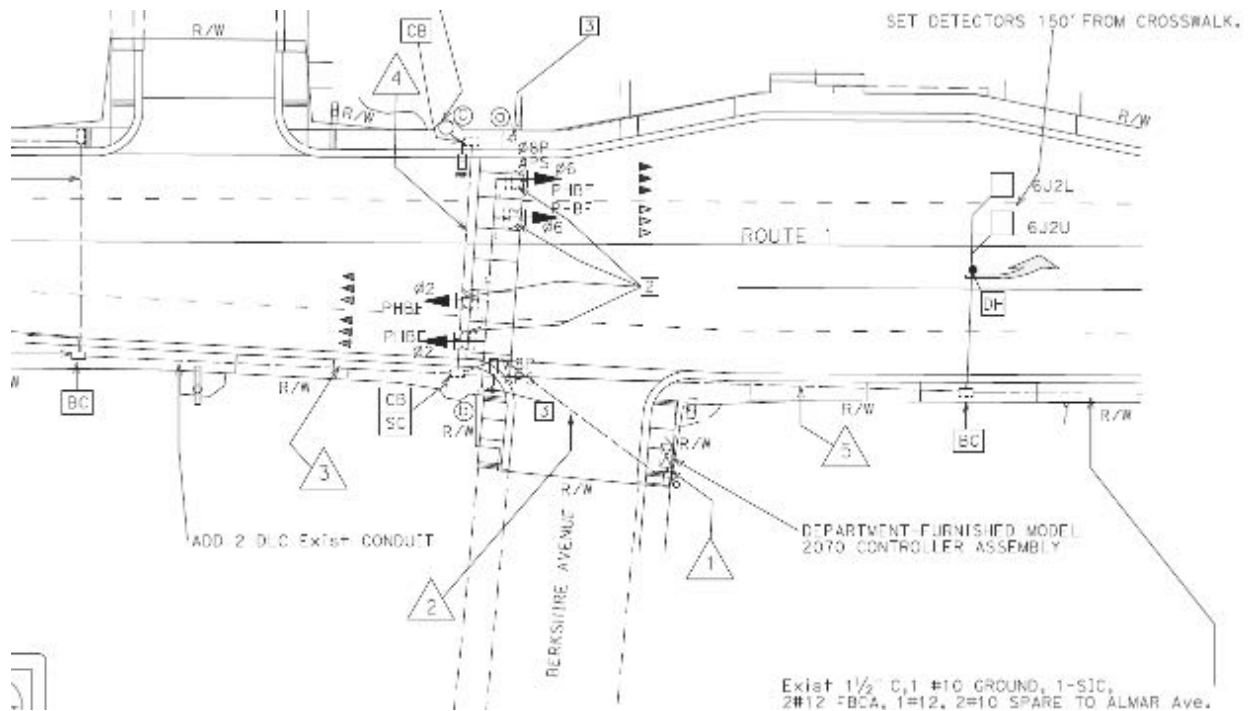 SET DETECTORS 150' FROM CROSSWALK.
R/W
CB
3
4
R/W
R/W
Ø8P
PS
Ø6
PHBF
PHBF
Ø6
6J2L
6J2U
ROUTE 1
2
Ø2
PHBF
PHBF
Ø2
DH
8P
BC
R/W
CB
SC
3
R/W
R/W
R/W
R/W
BC
3
R/W
ADD 2 DLC Exist CONDUIT
BERKSHIRE AVENUE
2
1
DEPARTMENT-FURNISHED MODEL
2070 CONTROLLER ASSEMBLY
Exist 1½" C,1 #10 GROUND, 1-SIC,
2#12 FBCA, 1#12, 2#10 SPARE TO ALMAR Ave.